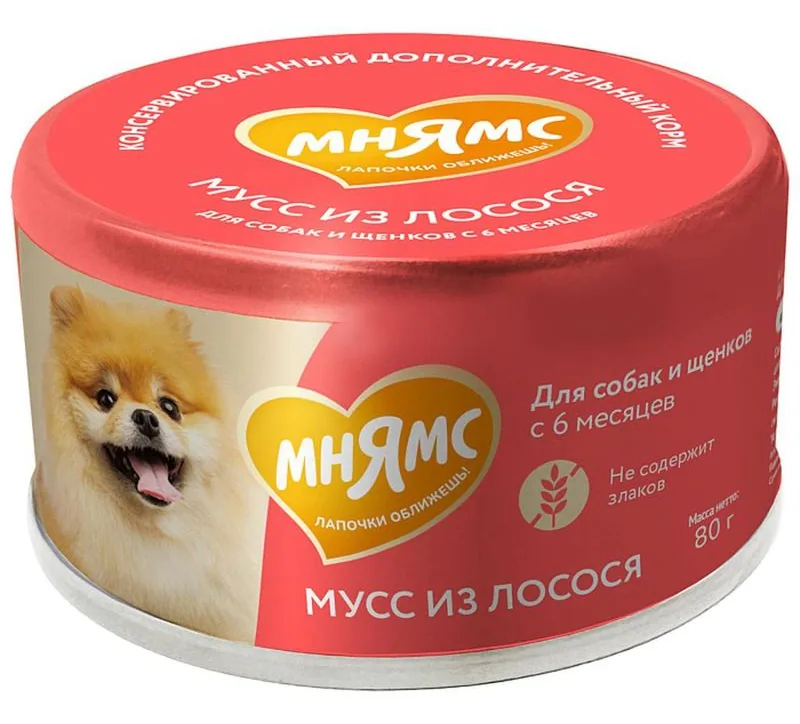 КОНСЕРВИРОВАННЫЙ ДОПОЛНИТЕЛЬНЫЙ КОРМ
МНЯМС
ЛАПОЧКИ ОБЛИЖЕШЬ!
МУСС ИЗ ЛОСОСЯ
ДЛЯ СОБАК И ЩЕНКОВ С 6 МЕСЯЦЕВ
Для собак и щенков
с 6 месяцев
МНЯМС
ЛАПОЧКИ ОБЛИЖЕШЬ!
Не содержит
злаков
Масса нетто:
80 г
МУСС ИЗ ЛОСОСЯ